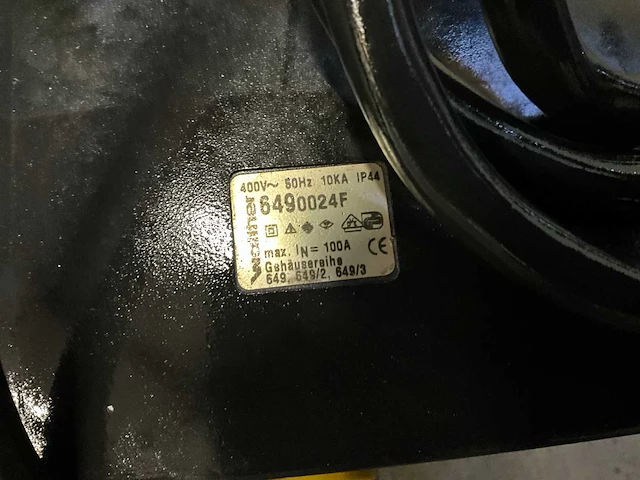 400V~ 50Hz 10KA IP44
6490024F
max. IN= 100A CE
Gehäusereihe
649, 649/2, 649/3